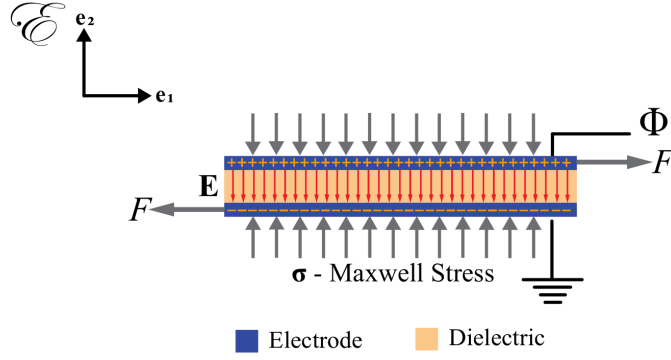 ℰ
e₂
e₁
Φ
E
F
F
σ - Maxwell Stress
Electrode
Dielectric